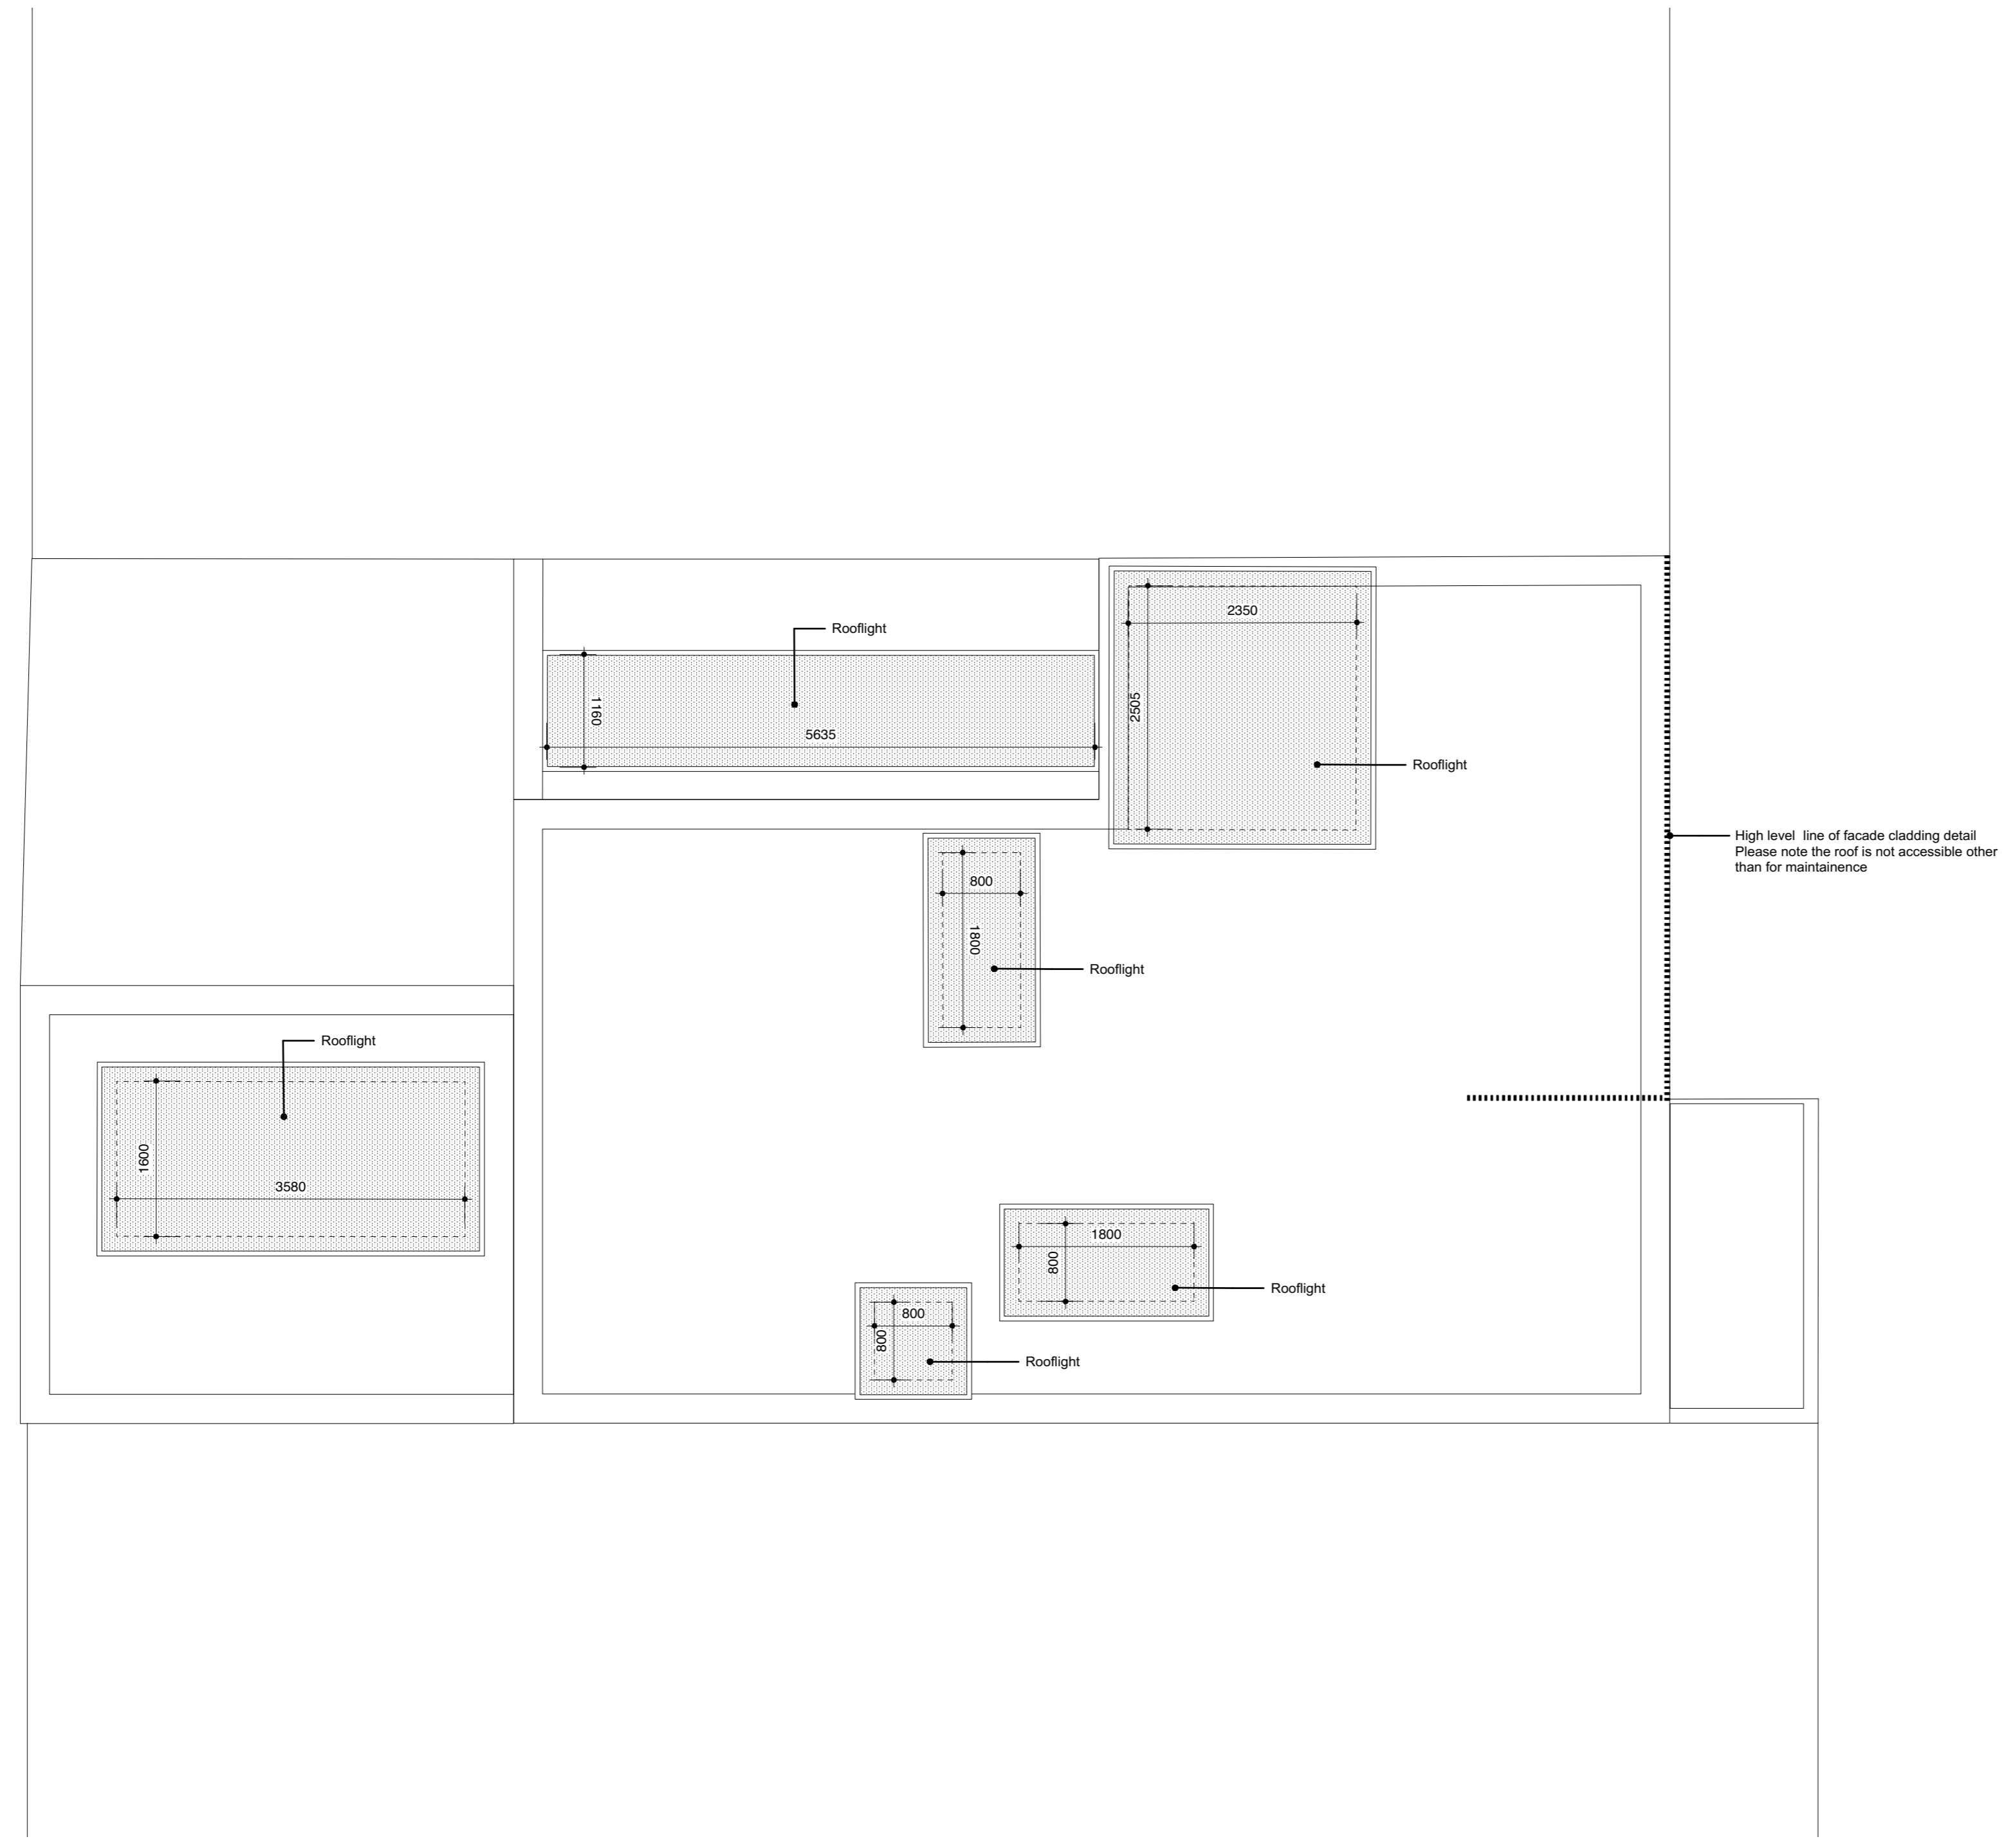 2350
Rooflight
1160
2505
5635
Rooflight
High level line of facade cladding detail
Please note the roof is not accessible other
than for maintainence
800
1800
Rooflight
Rooflight
1600
3580
1800
800
Rooflight
800
800
Rooflight